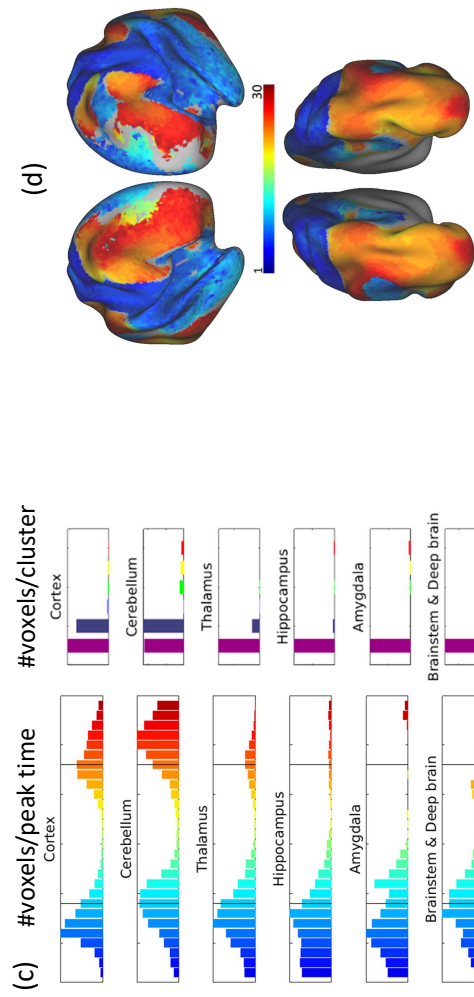 (c)
#voxels/peak time
#voxels/cluster
Cortex
Cortex
Cerebellum
Cerebellum
Thalamus
Thalamus
Hippocampus
Hippocampus
Amygdala
Amygdala
Brainstem & Deep brain
Brainstem & Deep brain
(d)
1
30